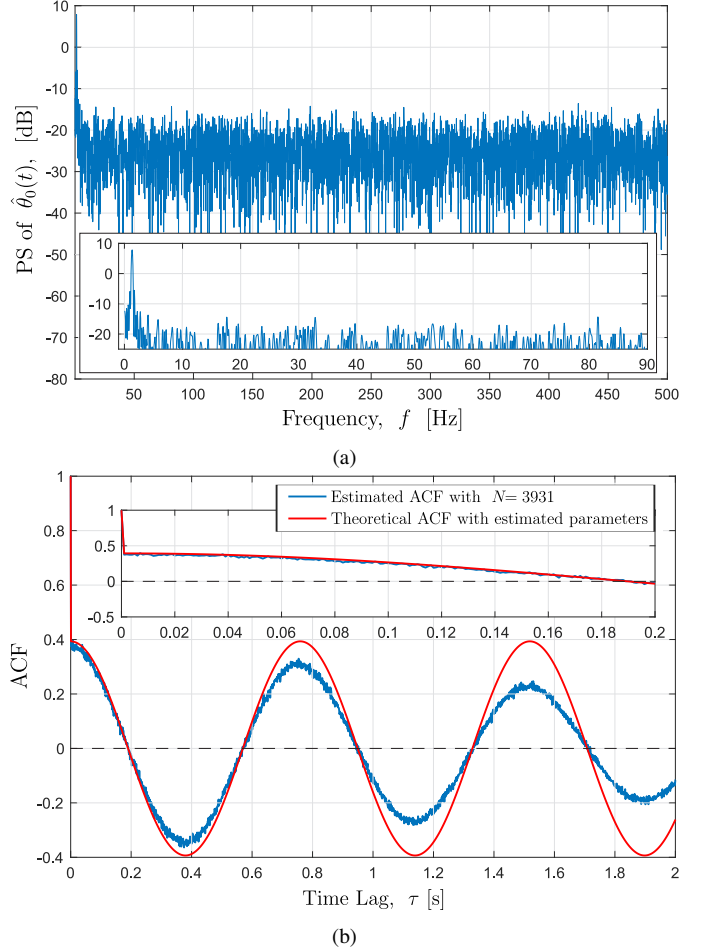 10
0
-10
-20
-30
-40
-50
-60
-70
-80
PS of θ̂₀(t), [dB]
10
0
-10
-20
0 10 20 30 40 50 60 70 80 90
50 100 150 200 250 300 350 400 450 500
Frequency, f [Hz]
(a)
1
0.8
0.6
0.4
0.2
0
-0.2
-0.4
ACF
Estimated ACF with N= 3931
Theoretical ACF with estimated parameters
1
0.5
0
-0.5
0 0.02 0.04 0.06 0.08 0.1 0.12 0.14 0.16 0.18 0.2
0 0.2 0.4 0.6 0.8 1 1.2 1.4 1.6 1.8 2
Time Lag, τ [s]
(b)